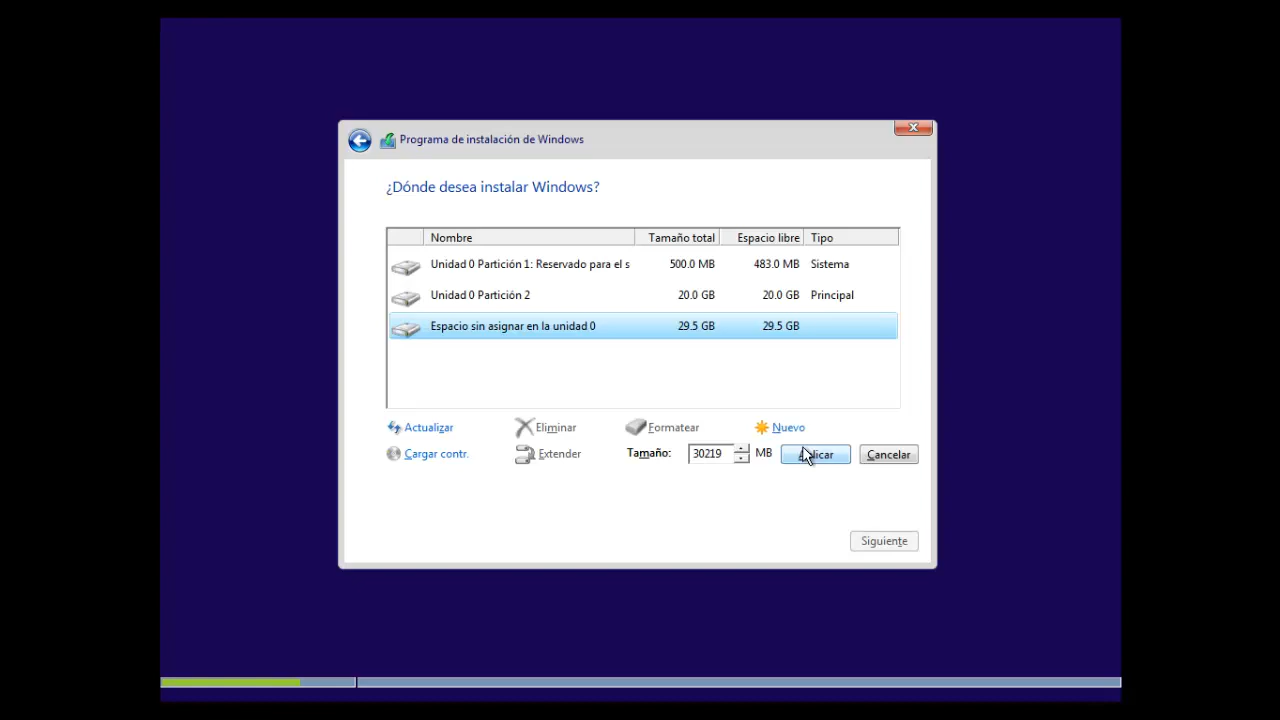 Programa de instalación de Windows
¿Dónde desea instalar Windows?
Nombre Tamaño total Espacio libre Tipo
Unidad 0 Partición 1: Reservado para el s 500.0 MB 483.0 MB Sistema
Unidad 0 Partición 2 20.0 GB 20.0 GB Principal
Espacio sin asignar en la unidad 0 29.5 GB 29.5 GB
Actualizar Eliminar Formatear Nuevo
Cargar contr. Extender Tamaño: 30219 MB Aplicar Cancelar
Siguiente